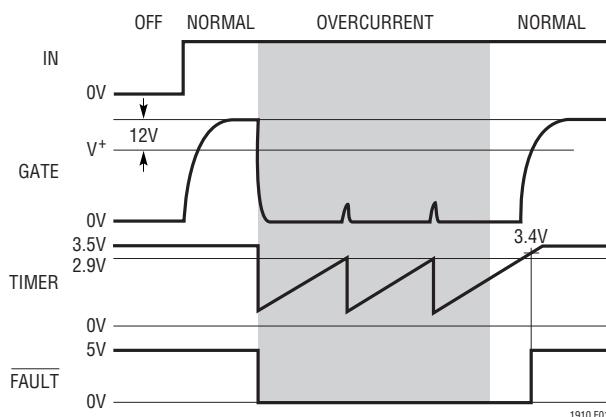 OFF NORMAL OVERCURRENT NORMAL
IN
0V
12V
V+
GATE
0V
3.5V
3.4V
2.9V
TIMER
0V
5V
FAULT
0V
1910 F01